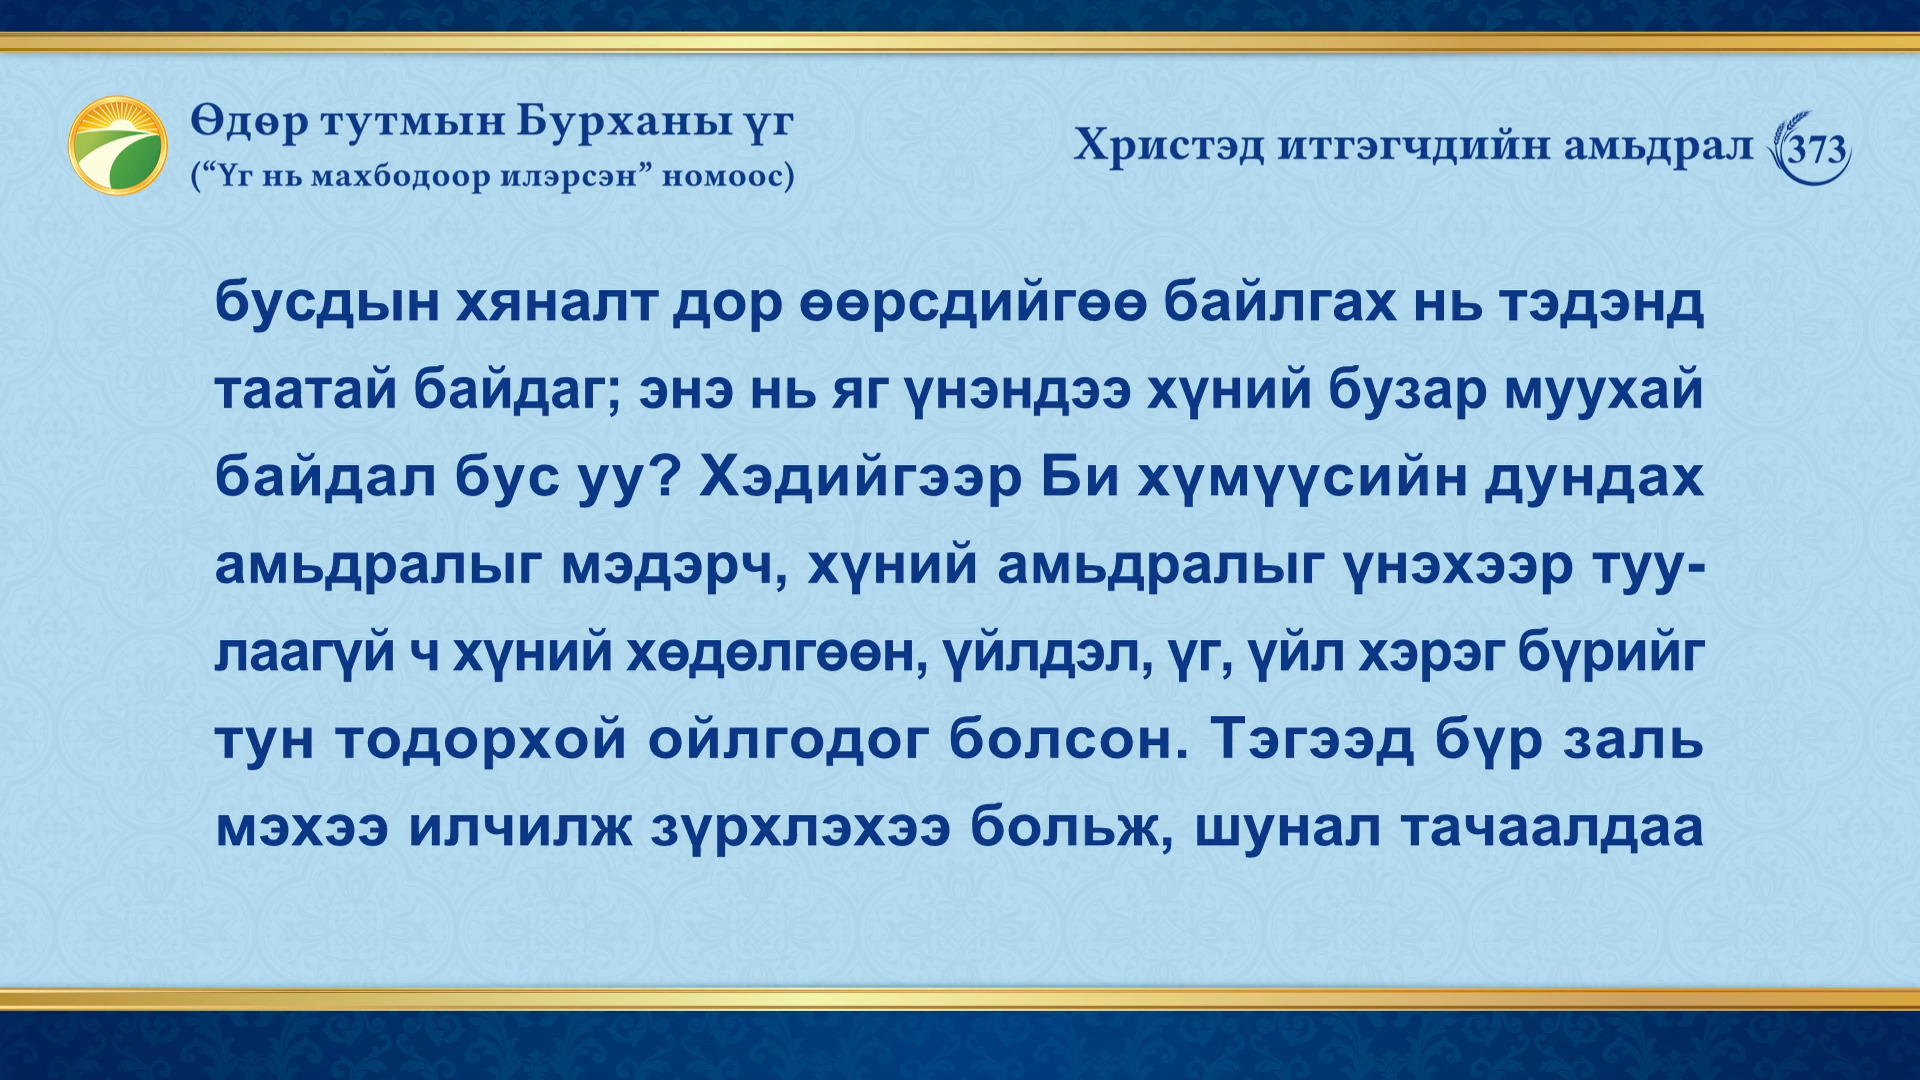 Өдөр тутмын Бурханы үг
(“Үг нь махбодоор илэрсэн” номоос)
Христэд итгэгчдийн амьдрал 373
бусдын хяналт дор өөрсдийгөө байлгах нь тэдэнд
таатай байдаг; энэ нь яг үнэндээ хүний бузар муухай
байдал бус уу? Хэдийгээр Би хүмүүсийн дундах
амьдралыг мэдэрч, хүний амьдралыг үнэхээр туу-
лаагүй ч хүний хөдөлгөөн, үйлдэл, үг, үйл хэрэг бүрийг
тун тодорхой ойлгодог болсон. Тэгээд бүр заль
мэхээ илчилж зүрхлэхээ больж, шунал тачаалдаа